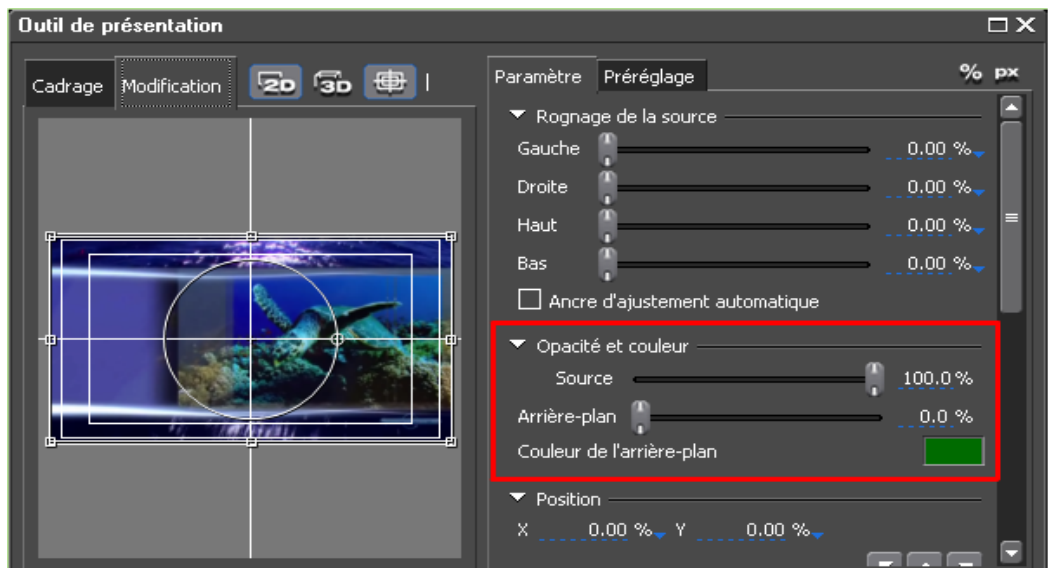 Outil de présentation
Cadrage Modification 2D 3D
Paramètre Préréglage % px
Rognage de la source
Gauche 0.00 %
Droite 0.00 %
Haut 0.00 %
Bas 0.00 %
Ancre d'ajustement automatique
Opacité et couleur
Source 100.0 %
Arrière-plan 0.0 %
Couleur de l'arrière-plan
Position
X 0.00 % Y 0.00 %